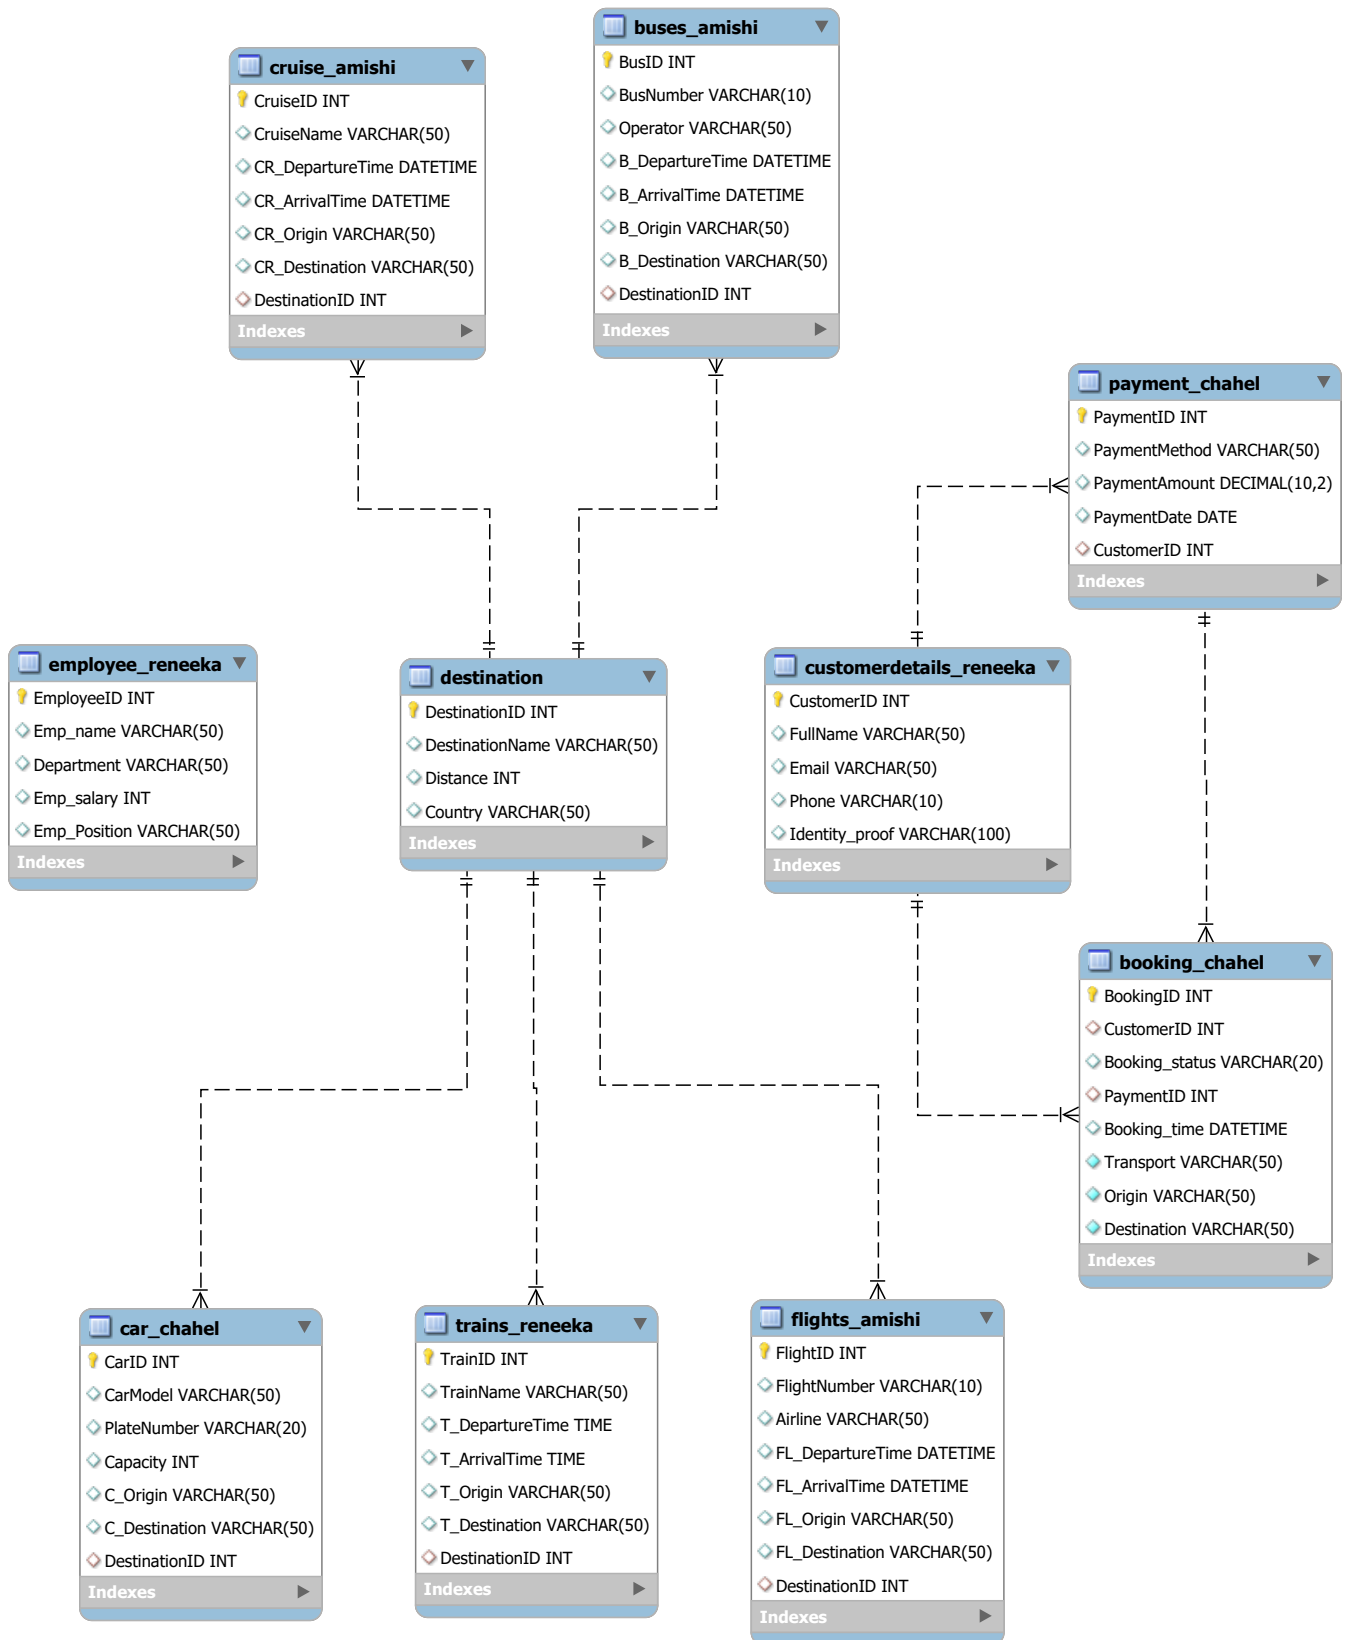 buses_amishi
BusID INT
BusNumber VARCHAR(10)
Operator VARCHAR(50)
B_DepartureTime DATETIME
B_ArrivalTime DATETIME
B_Origin VARCHAR(50)
B_Destination VARCHAR(50)
DestinationID INT
Indexes
cruise_amishi
CruiseID INT
CruiseName VARCHAR(50)
CR_DepartureTime DATETIME
CR_ArrivalTime DATETIME
CR_Origin VARCHAR(50)
CR_Destination VARCHAR(50)
DestinationID INT
Indexes
payment_chahel
PaymentID INT
PaymentMethod VARCHAR(50)
PaymentAmount DECIMAL(10,2)
PaymentDate DATE
CustomerID INT
Indexes
employee_reneeka
EmployeeID INT
Emp_name VARCHAR(50)
Department VARCHAR(50)
Emp_salary INT
Emp_Position VARCHAR(50)
Indexes
destination
DestinationID INT
DestinationName VARCHAR(50)
Distance INT
Country VARCHAR(50)
Indexes
customerdetails_reneeka
CustomerID INT
FullName VARCHAR(50)
Email VARCHAR(50)
Phone VARCHAR(10)
Identity_proof VARCHAR(100)
Indexes
booking_chahel
BookingID INT
CustomerID INT
Booking_status VARCHAR(20)
PaymentID INT
Booking_time DATETIME
Transport VARCHAR(50)
Origin VARCHAR(50)
Destination VARCHAR(50)
Indexes
car_chahel
CarID INT
CarModel VARCHAR(50)
PlateNumber VARCHAR(20)
Capacity INT
C_Origin VARCHAR(50)
C_Destination VARCHAR(50)
DestinationID INT
Indexes
trains_reneeka
TrainID INT
TrainName VARCHAR(50)
T_DepartureTime TIME
T_ArrivalTime TIME
T_Origin VARCHAR(50)
T_Destination VARCHAR(50)
DestinationID INT
Indexes
flights_amishi
FlightID INT
FlightNumber VARCHAR(10)
Airline VARCHAR(50)
FL_DepartureTime DATETIME
FL_ArrivalTime DATETIME
FL_Origin VARCHAR(50)
FL_Destination VARCHAR(50)
DestinationID INT
Indexes